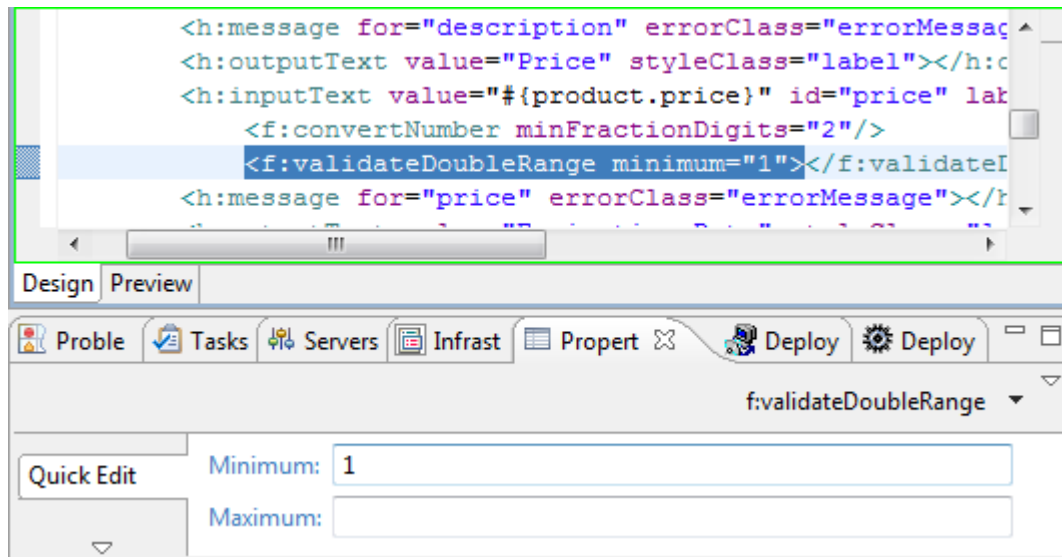 <h:message for="description" errorClass="errorMessag
<h:outputText value="Price" styleClass="label"></h:o
<h:inputText value="#{product.price}" id="price" lab
<f:convertNumber minFractionDigits="2"/>
<f:validateDoubleRange minimum="1"></f:validateD
<h:message for="price" errorClass="errorMessage"></h
Design Preview
Proble Tasks Servers Infrast Propert Deploy Deploy
f:validateDoubleRange
Quick Edit
Minimum: 1
Maximum: